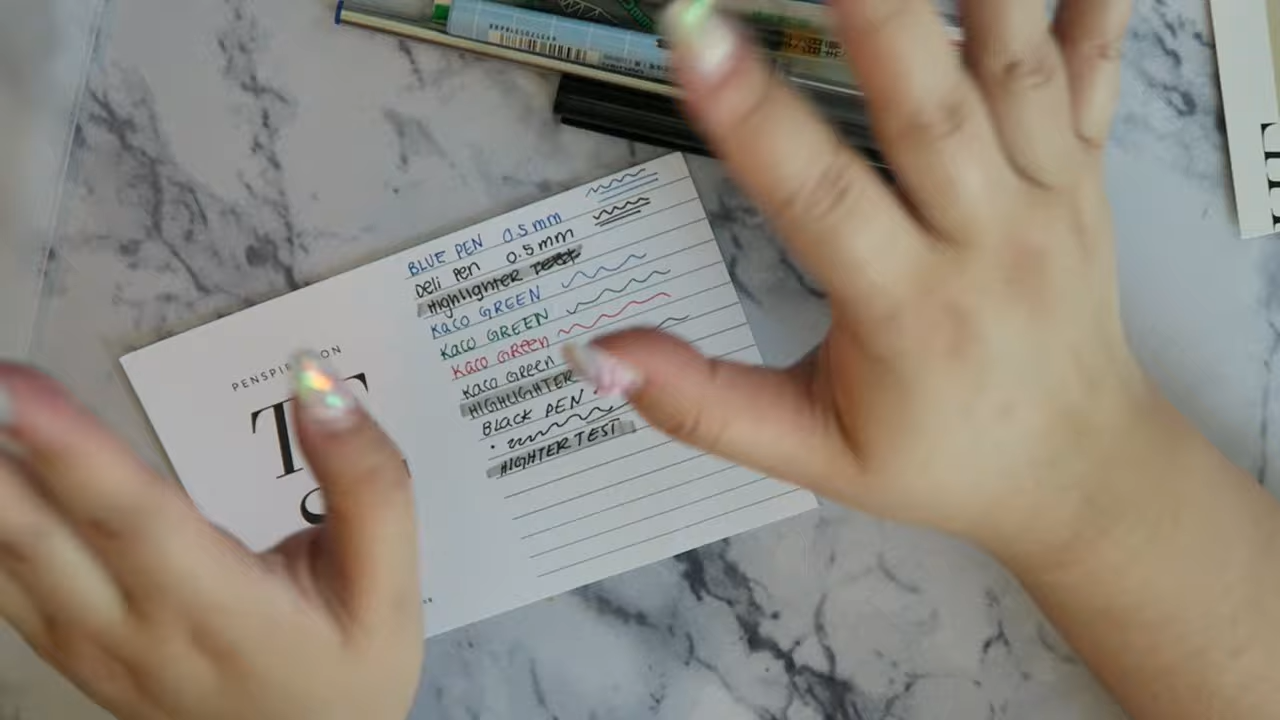 PENSPIRATION
BLUE PEN 0.5mm
Deli Pen 0.5mm
Highlighter TEST
Kaco GREEN
Kaco GREEN
Kaco Green
Kaco Green
HIGHLIGHTER
BLACK PEN
HIGHTER TEST